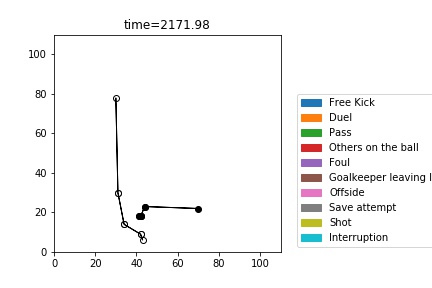 time=2171.98
100
80
60
40
20
0
0 20 40 60 80 100
Free Kick
Duel
Pass
Others on the ball
Foul
Goalkeeper leaving l
Offside
Save attempt
Shot
Interruption